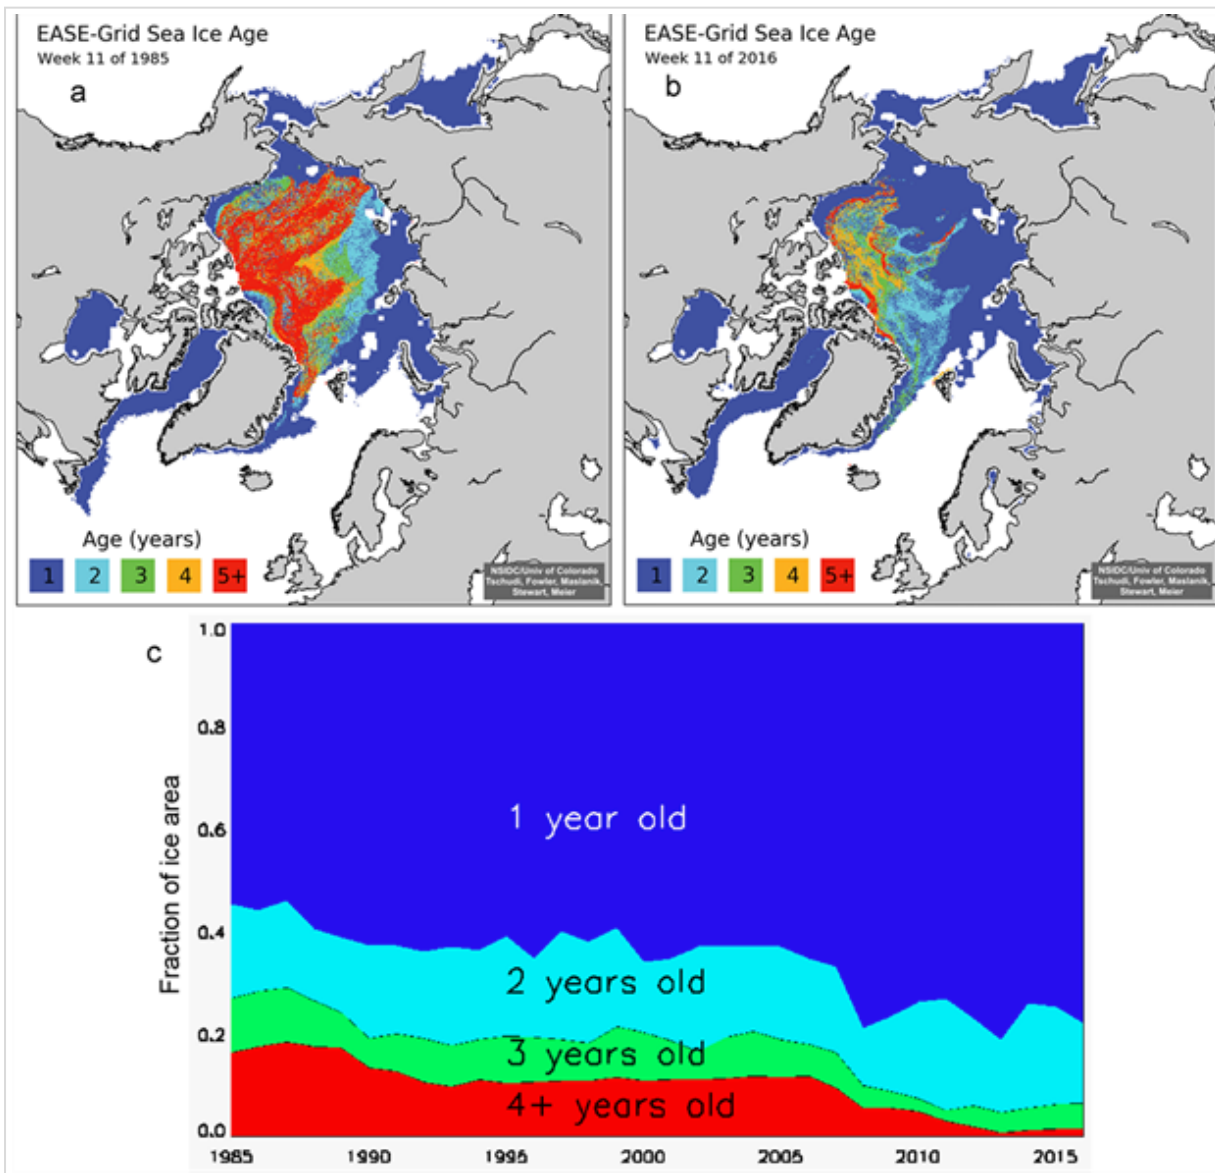 EASE-Grid Sea Ice Age
Week 11 of 1985
a
Age (years)
1 2 3 4 5+
NSIDC/Univ of Colorado
Tschudi, Fowler, Maslanik,
Stewart, Meier
EASE-Grid Sea Ice Age
Week 11 of 2016
b
Age (years)
1 2 3 4 5+
NSIDC/Univ of Colorado
Tschudi, Fowler, Maslanik,
Stewart, Meier
c
Fraction of ice area
1.0
0.8
0.6
0.4
0.2
0.0
1 year old
2 years old
3 years old
4+ years old
1985 1990 1995 2000 2005 2010 2015